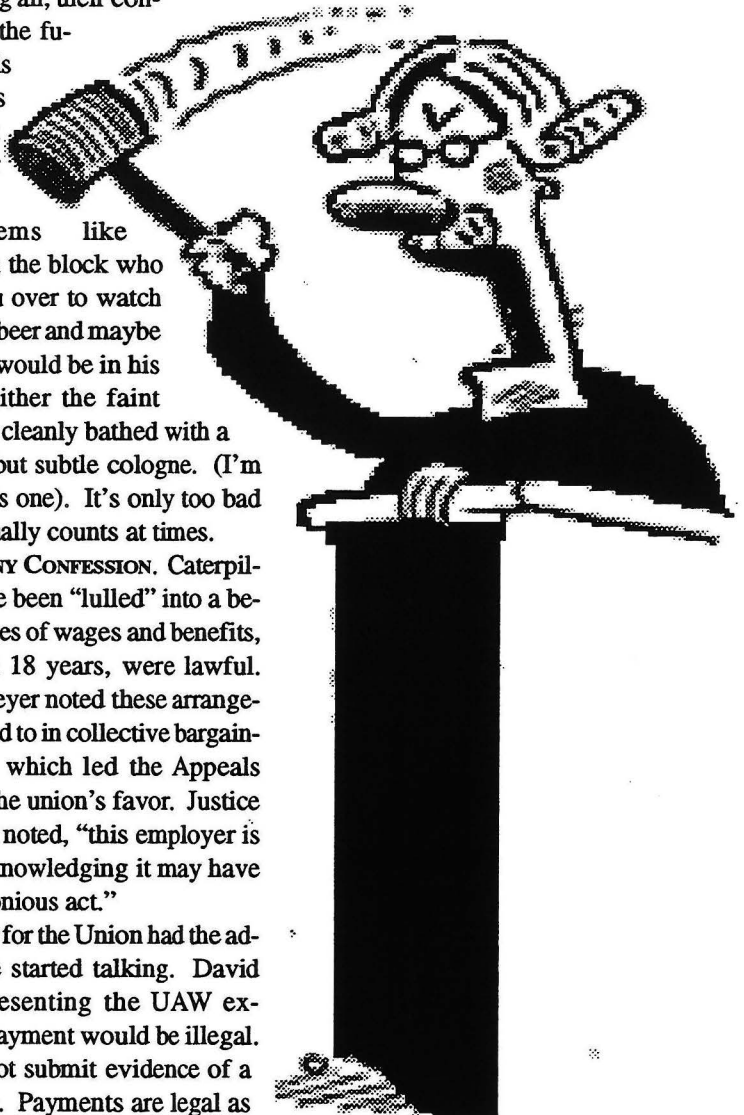 g all, then con-
the fu-
s
s
ems like
the block who
over to watch
beer and maybe
would be in his
ither the faint
cleanly bathed with a
but subtle cologne. (I'm
s one). It's only too bad
ally counts at times.
NY CONFESSION. Caterpil-
e been "lulled" into a be-
es of wages and benefits,
18 years, were lawful.
eyer noted these arrange-
d to in collective bargain-
which led the Appeals
he union's favor. Justice
noted, "this employer is
nowledging it may have
onious act."
for the Union had the ad-
e started talking. David
esenting the UAW ex-
ayment would be illegal.
ot submit evidence of a
. Payments are legal as